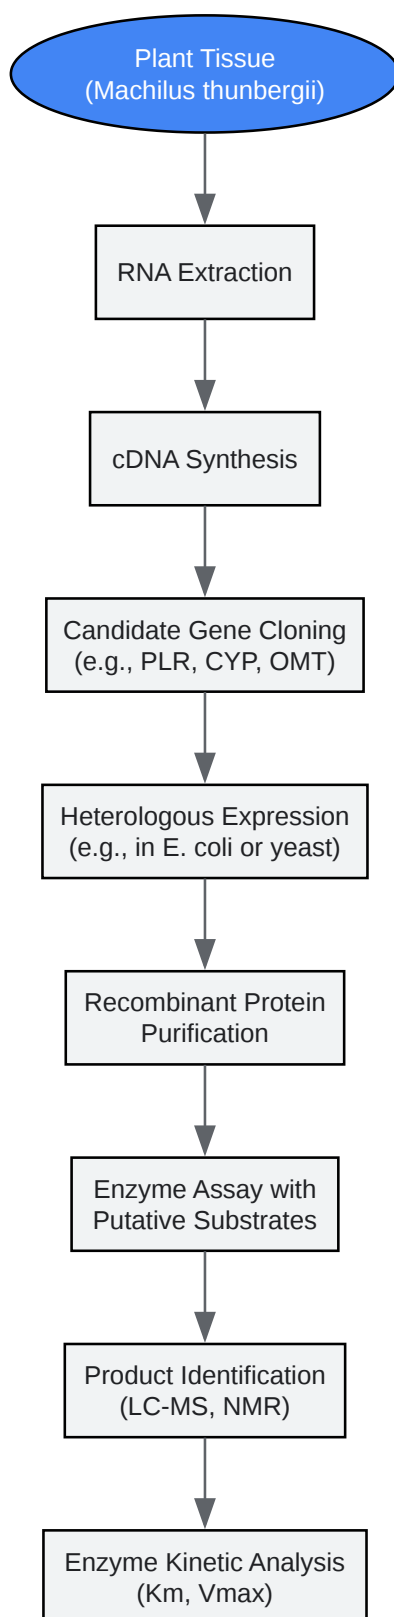 Plant Tissue
(Machilus thunbergii)
RNA Extraction
cDNA Synthesis
Candidate Gene Cloning
(e.g., PLR, CYP, OMT)
Heterologous Expression
(e.g., in E. coli or yeast)
Recombinant Protein
Purification
Enzyme Assay with
Putative Substrates
Product Identification
(LC-MS, NMR)
Enzyme Kinetic Analysis
(Km, Vmax)